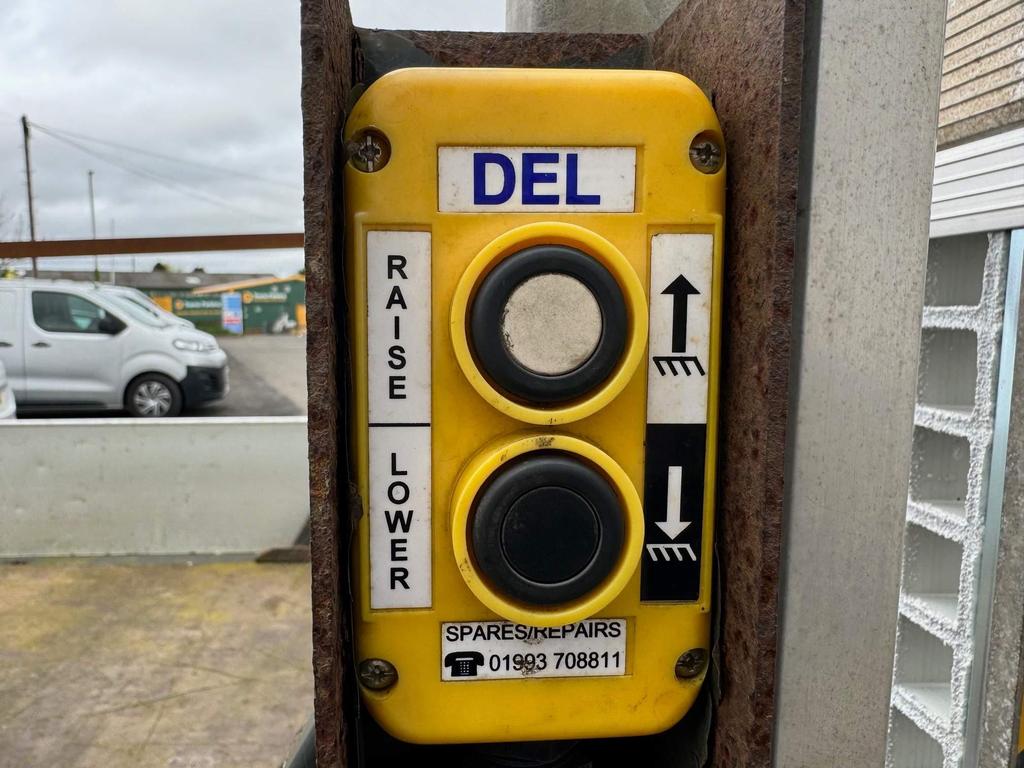 DEL
RAISE
LOWER
SPARES/REPAIRS
01993 708811